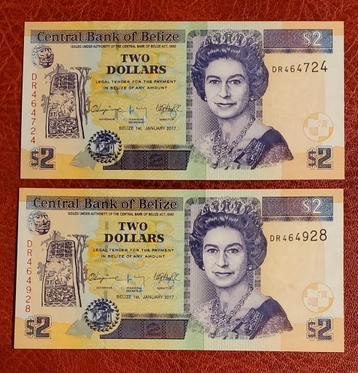 Central Bank of Belize $2
ISSUED UNDER AUTHORITY OF THE CENTRAL BANK OF BELIZE ACT, 1982
DR464724
TWO
DOLLARS
DR464724
LEGAL TENDER FOR THE PAYMENT
IN BELIZE OF ANY AMOUNT
BELIZE 1st. JANUARY 2017
$2
Central Bank of Belize $2
ISSUED UNDER AUTHORITY OF THE CENTRAL BANK OF BELIZE ACT, 1982
DR464928
TWO
DOLLARS
DR464928
LEGAL TENDER FOR THE PAYMENT
IN BELIZE OF ANY AMOUNT
BELIZE 1st. JANUARY 2017
$2